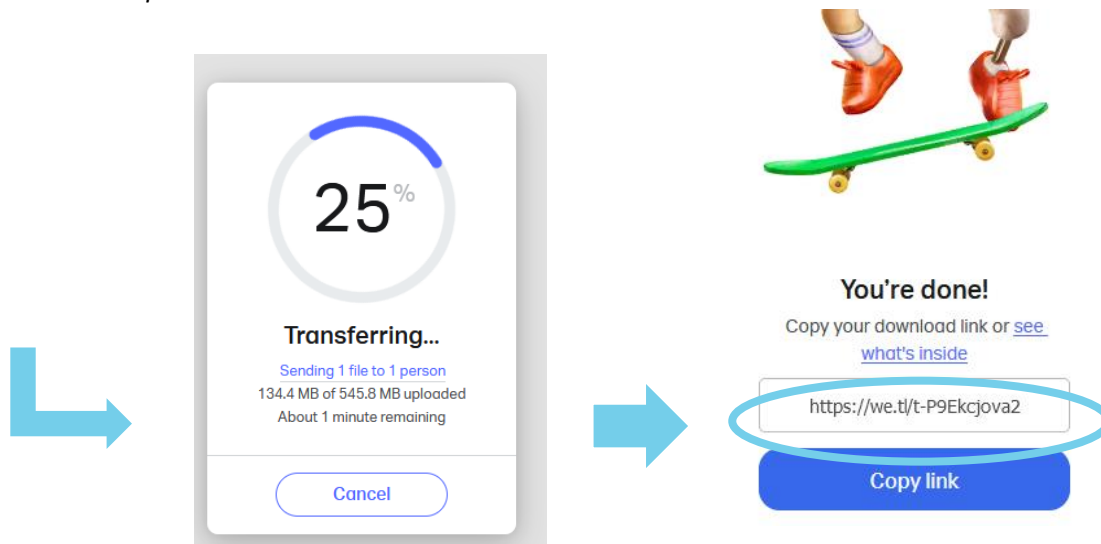 25%
Transferring...
Sending 1 file to 1 person
134.4 MB of 545.8 MB uploaded
About 1 minute remaining
Cancel
You're done!
Copy your download link or see
what's inside
https://we.tl/t-P9Ekcjova2
Copy link